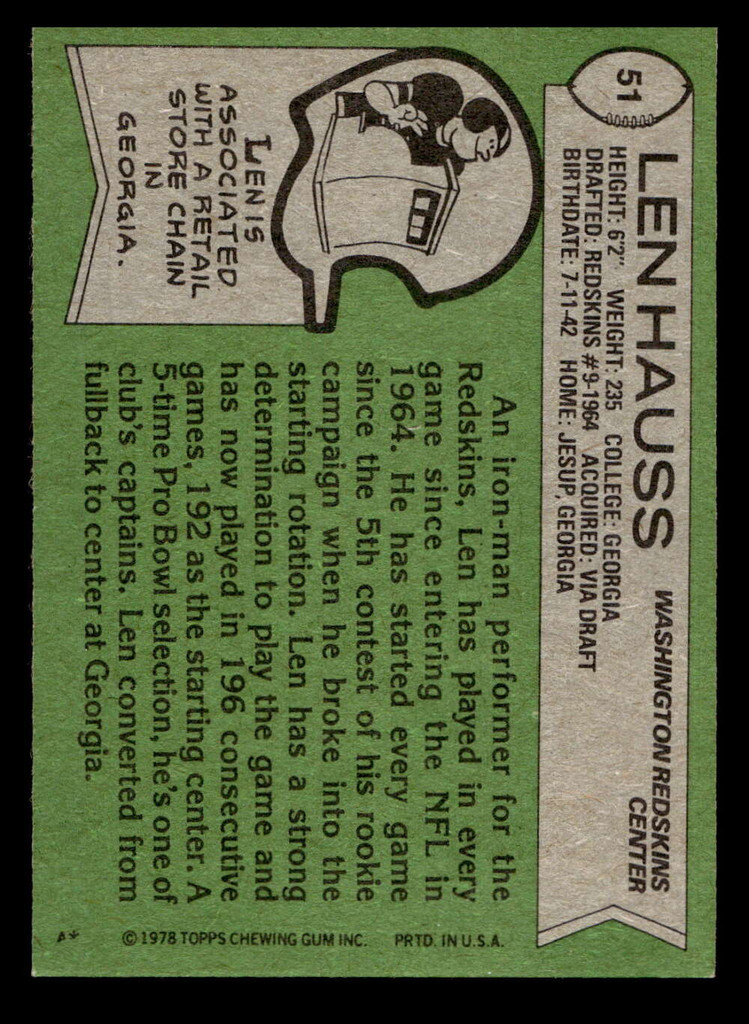 51
LEN HAUSS
WASHINGTON REDSKINS
CENTER
HEIGHT: 6'2" WEIGHT: 235 COLLEGE: GEORGIA
DRAFTED: REDSKINS #9-1964 ACQUIRED: VIA DRAFT
BIRTHDATE: 7-11-42 HOME: JESUP, GEORGIA
LEN IS
ASSOCIATED
WITH A RETAIL
STORE CHAIN
IN
GEORGIA.
An iron-man performer for the
Redskins, Len has played in every
game since entering the NFL in
1964. He has started every game
since the 5th contest of his rookie
campaign when he broke into the
starting rotation. Len has a strong
determination to play the game and
has now played in 196 consecutive
games, 192 as the starting center. A
5-time Pro Bowl selection, he's one of
club's captains. Len converted from
fullback to center at Georgia.
A* © 1978 TOPPS CHEWING GUM INC. PRTD. IN U.S.A.